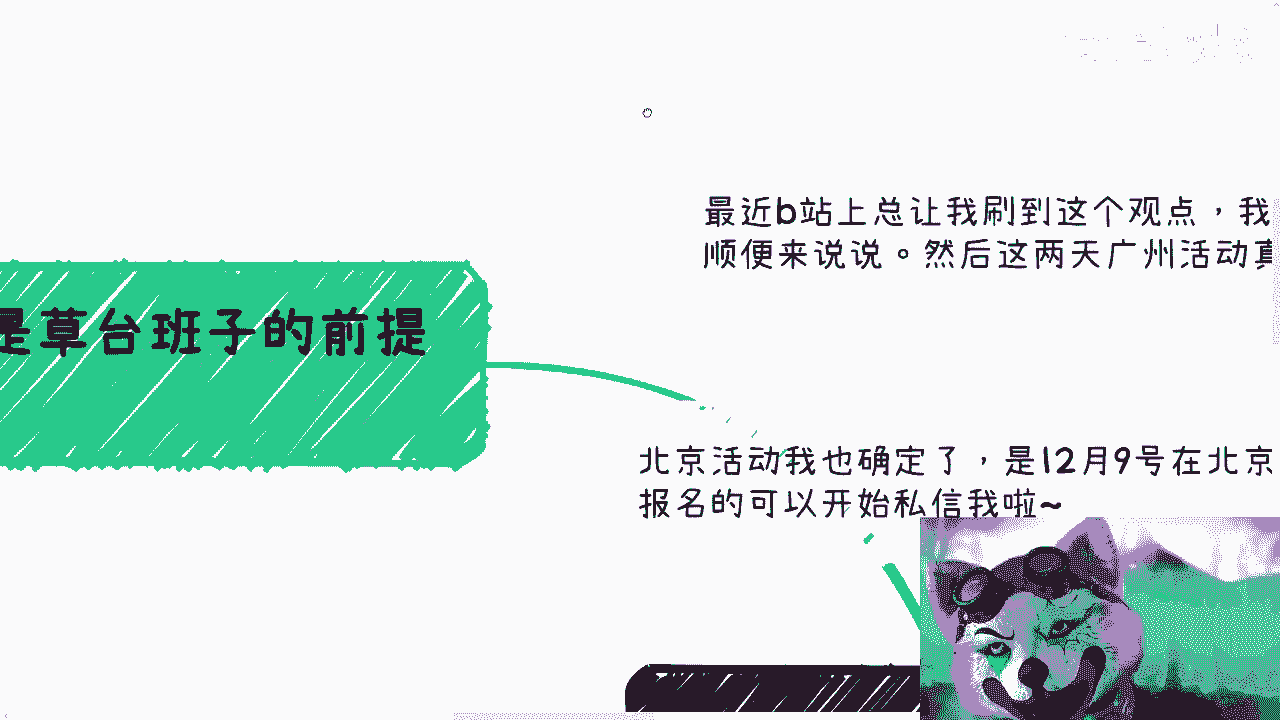 是草台班子的前提
最近b站上总让我刷到这个观点，我
顺便来说说。然后这两天广州活动真
北京活动我也确定了，是12月9号在北京
报名的可以开始私信我啦~